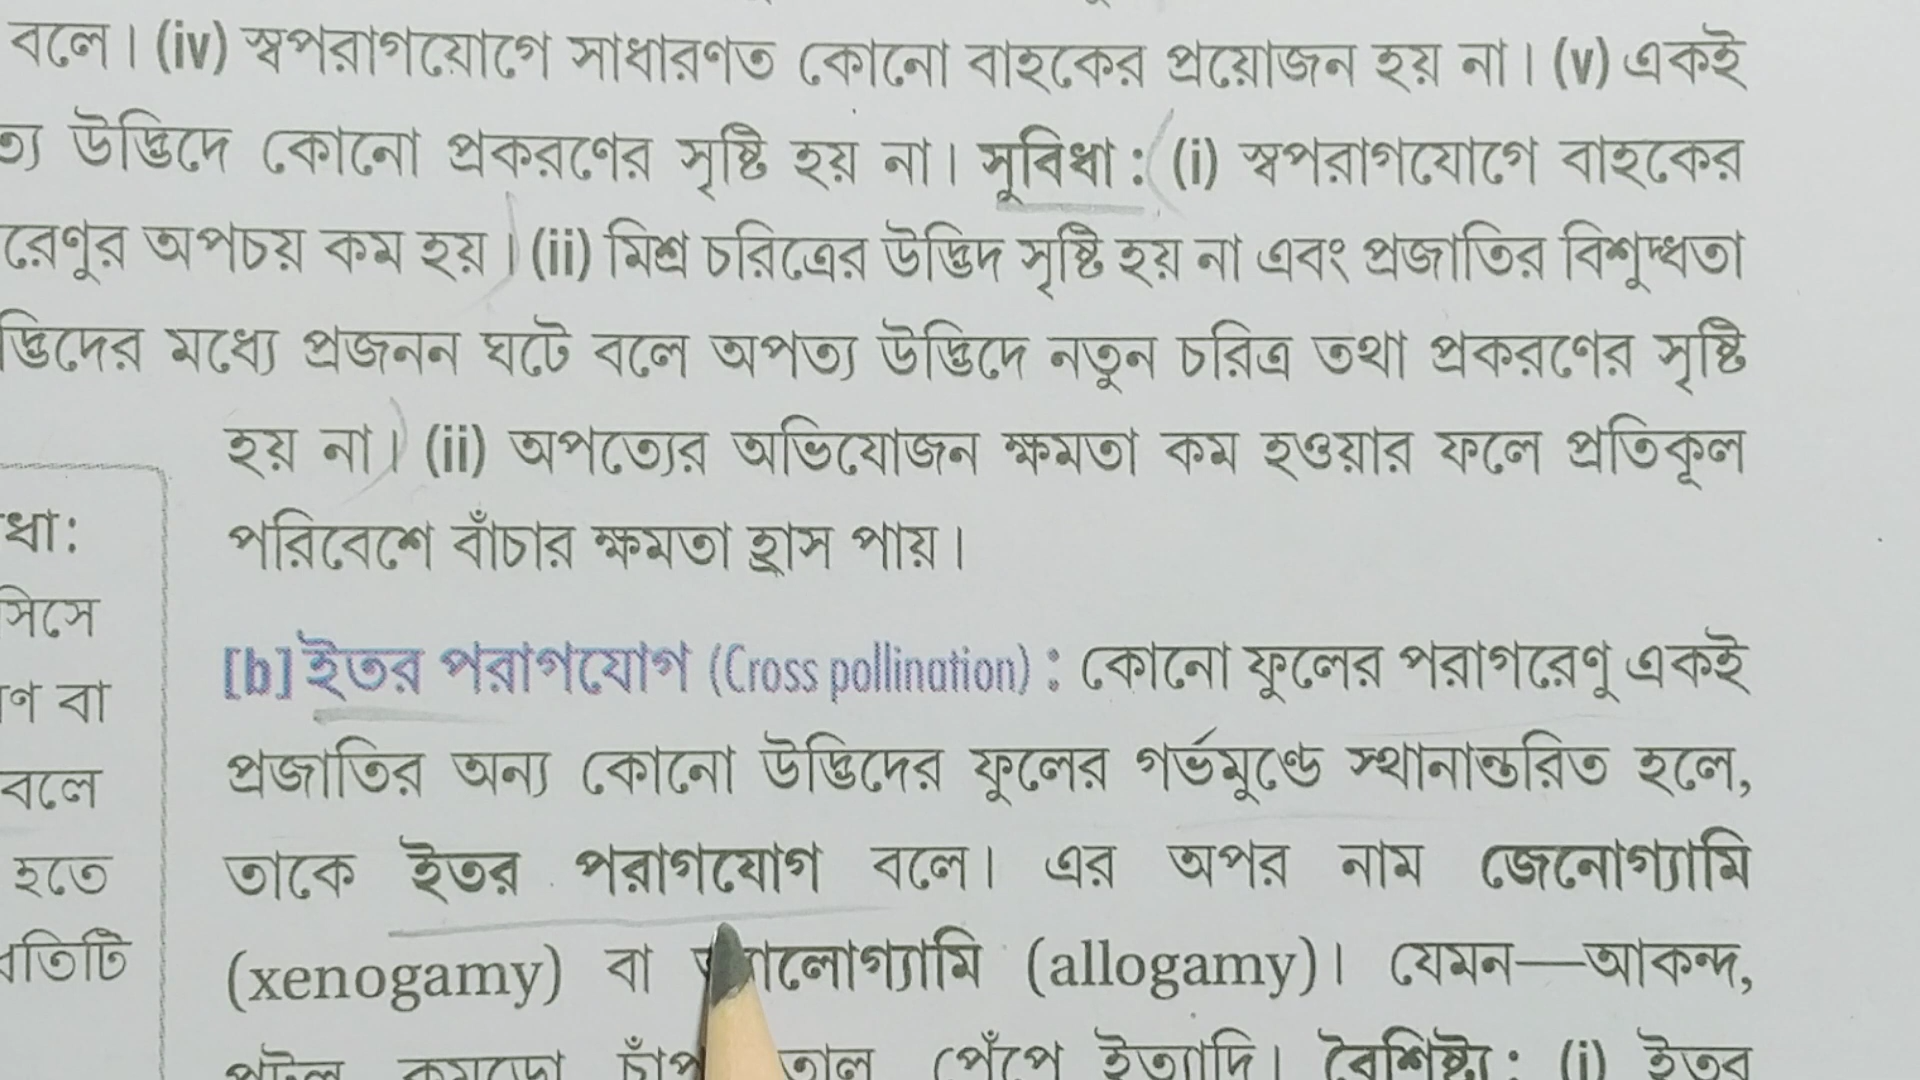 বলে। (iv) স্বপরাগযোগে সাধারণত কোনো বাহকের প্রয়োজন হয় না। (v) একই
উদ্ভিদে কোনো প্রকরণের সৃষ্টি হয় না। সুবিধা : (i) স্বপরাগযোগে বাহকের
রেণুর অপচয় কম হয়। (ii) মিশ্র চরিত্রের উদ্ভিদ সৃষ্টি হয় না এবং প্রজাতির বিশুদ্ধতা
মধ্যে প্রজনন ঘটে বলে অপত্য উদ্ভিদে নতুন চরিত্র তথা প্রকরণের সৃষ্টি
হয় না। (ii) অপত্যের অভিযোজন ক্ষমতা কম হওয়ার ফলে প্রতিকূল
পরিবেশে বাঁচার ক্ষমতা হ্রাস পায়।
ধা:
সিসে
বা
বলে
হতে
[b] ইতর পরাগযোগ (Cross pollination) : কোনো ফুলের পরাগরেণু একই
প্রজাতির অন্য কোনো উদ্ভিদের ফুলের গর্ভমুণ্ডে স্থানান্তরিত হলে,
তাকে ইতর পরাগযোগ বলে। এর অপর নাম জেনোগ্যামি
(xenogamy) বা (allogamy)। যেমন—আকন্দ,
তাল পেঁপে ইত্যাদি। বৈশিষ্ট্য : (i) ইতর